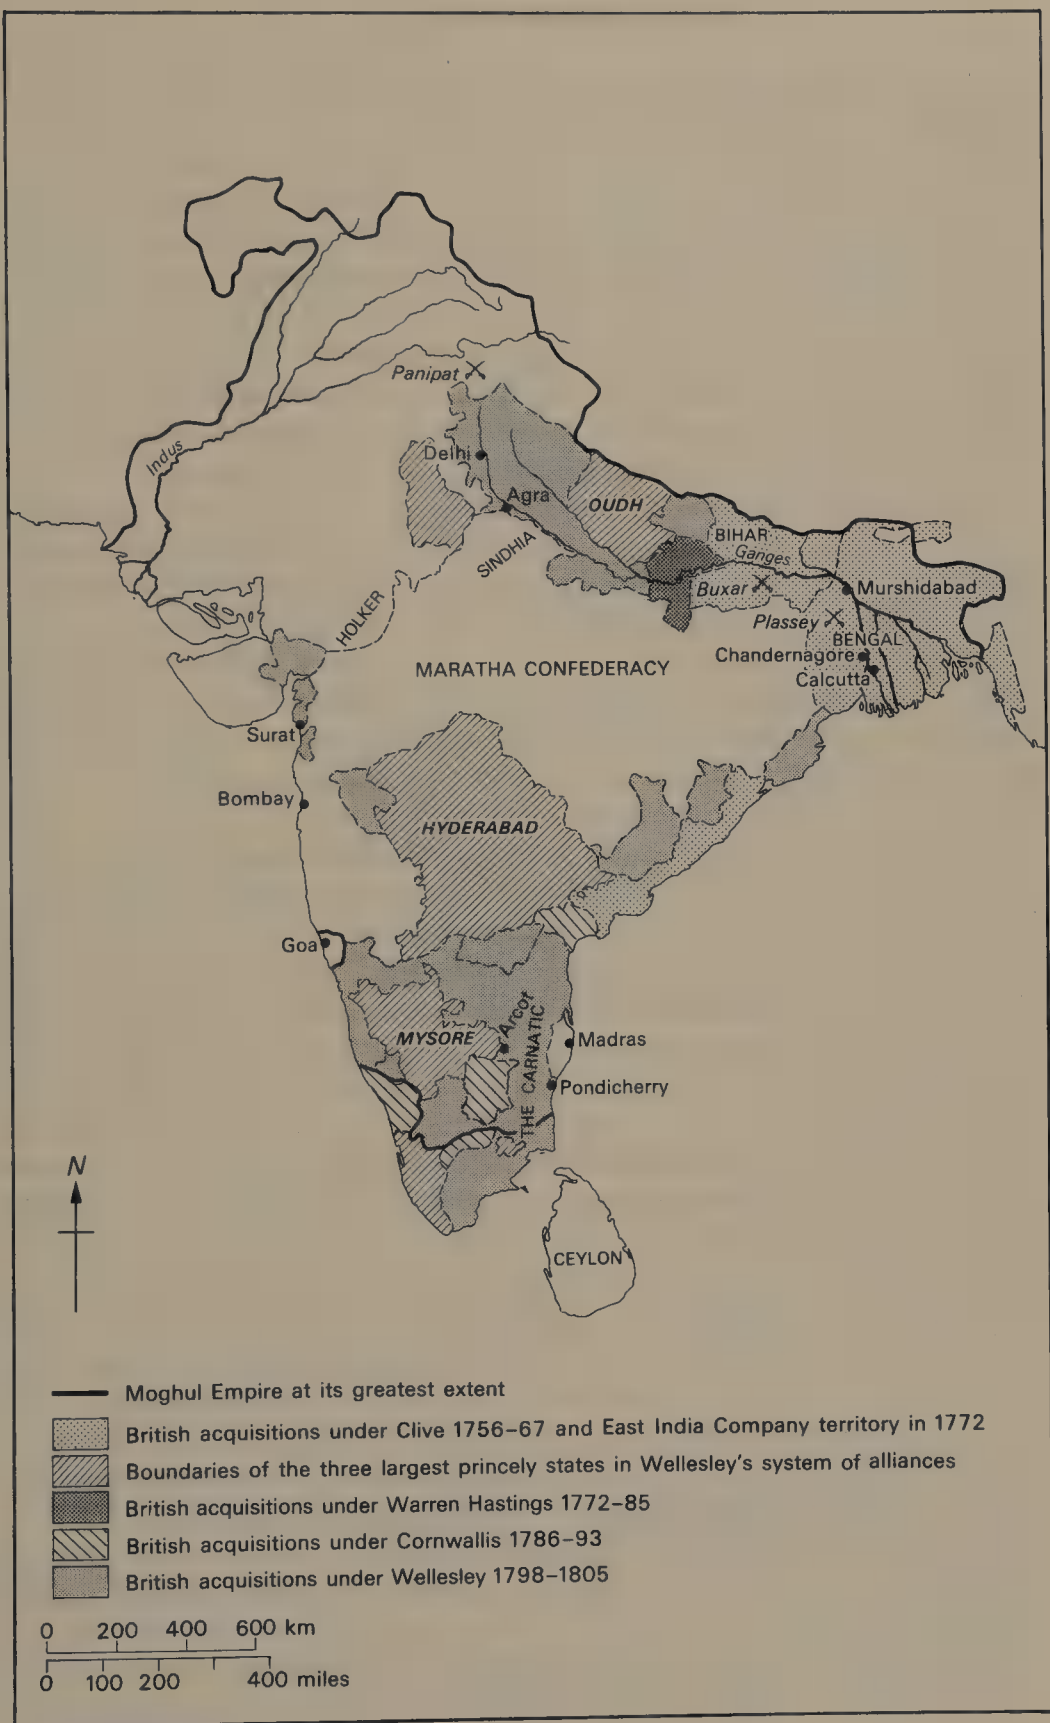 Panipat
Indus
Delhi
Agra
OUDH
SINDHIA
BIHAR
Ganges
Buxar
Murshidabad
Plassey
BENGAL
HOLKER
MARATHA CONFEDERACY
Chandernagore
Calcutta
Surat
Bombay
HYDERABAD
Goa
MYSORE
Arcot
THE CARNATIC
Madras
Pondicherry
N
CEYLON
Moghul Empire at its greatest extent
British acquisitions under Clive 1756–67 and East India Company territory in 1772
Boundaries of the three largest princely states in Wellesley's system of alliances
British acquisitions under Warren Hastings 1772–85
British acquisitions under Cornwallis 1786–93
British acquisitions under Wellesley 1798–1805
0 200 400 600 km
0 100 200 400 miles